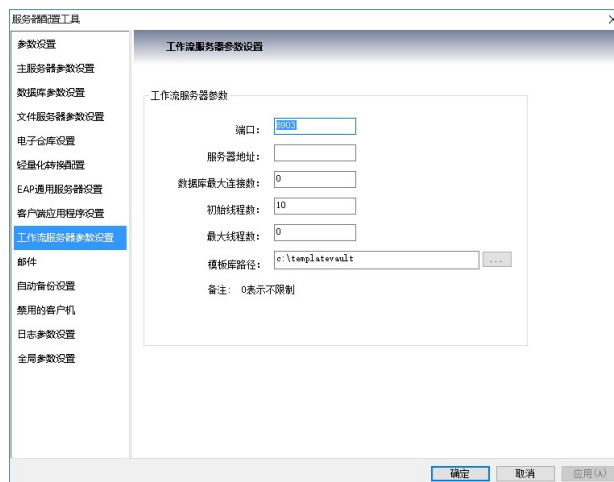 服务器配置工具
参数设置
主服务器参数设置
数据库参数设置
文件服务器参数设置
电子仓库设置
轻量化转换配置
EAP通用服务器设置
客户端应用程序设置
工作流服务器参数设置
邮件
自动备份设置
禁用的客户机
日志参数设置
全局参数设置
工作流服务器参数设置
工作流服务器参数
端口： 8903
服务器地址：
数据库最大连接数： 0
初始线程数： 10
最大线程数： 0
模板库路径： c:\templatevault ...
备注： 0表示不限制
确定 取消 应用(A)